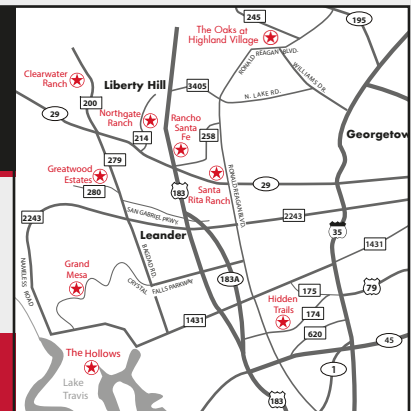 245
195
The Oaks at
Highland Village
RONALD REAGAN BLVD.
WILLIAMS DR.
Clearwater
Ranch
Liberty Hill
3405
N. LAKE RD.
200
29
Northgate
Ranch
Rancho
Santa
Fe
214
258
Georgetow
279
Greatwood
Estates
280
183
Santa
Rita Ranch
RONALD REAGAN BLVD.
29
2243
SAN GABRIEL PKWY
2243
Leander
35
1431
BAGDAD RD
NAMELESS ROAD
Grand
Mesa
CRYSTAL FALLS PARKWAY
183A
175
79
Hidden
Trails
174
1431
620
45
The Hollows
1
Lake
Travis
183